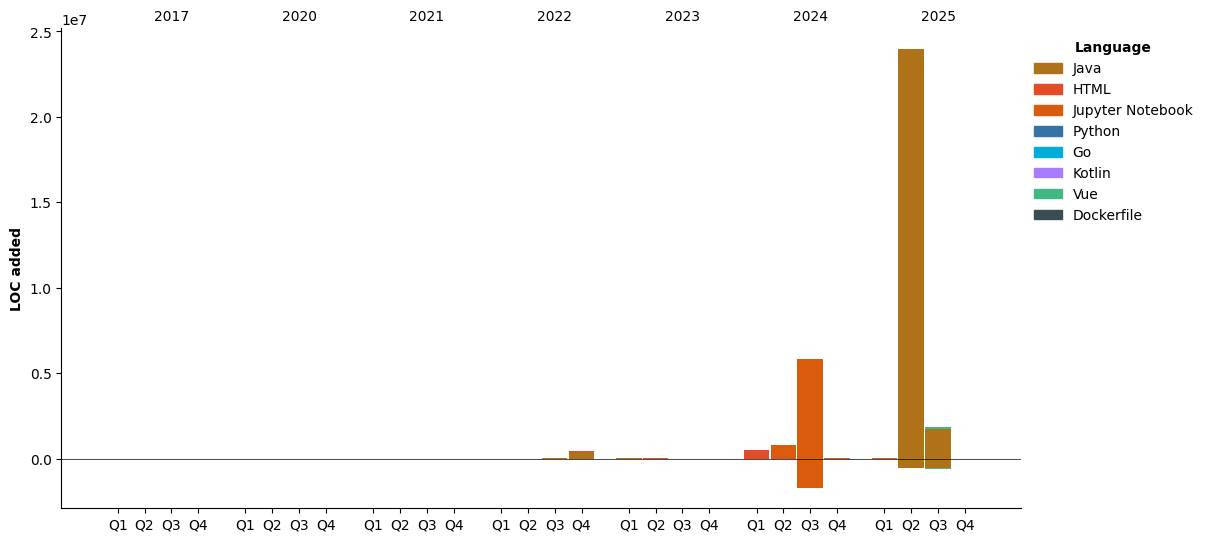 2017 2020 2021 2022 2023 2024 2025
1e7
2.5
2.0
1.5
1.0
0.5
0.0
LOC added
Q1 Q2 Q3 Q4 Q1 Q2 Q3 Q4 Q1 Q2 Q3 Q4 Q1 Q2 Q3 Q4 Q1 Q2 Q3 Q4 Q1 Q2 Q3 Q4 Q1 Q2 Q3 Q4
Language
Java
HTML
Jupyter Notebook
Python
Go
Kotlin
Vue
Dockerfile